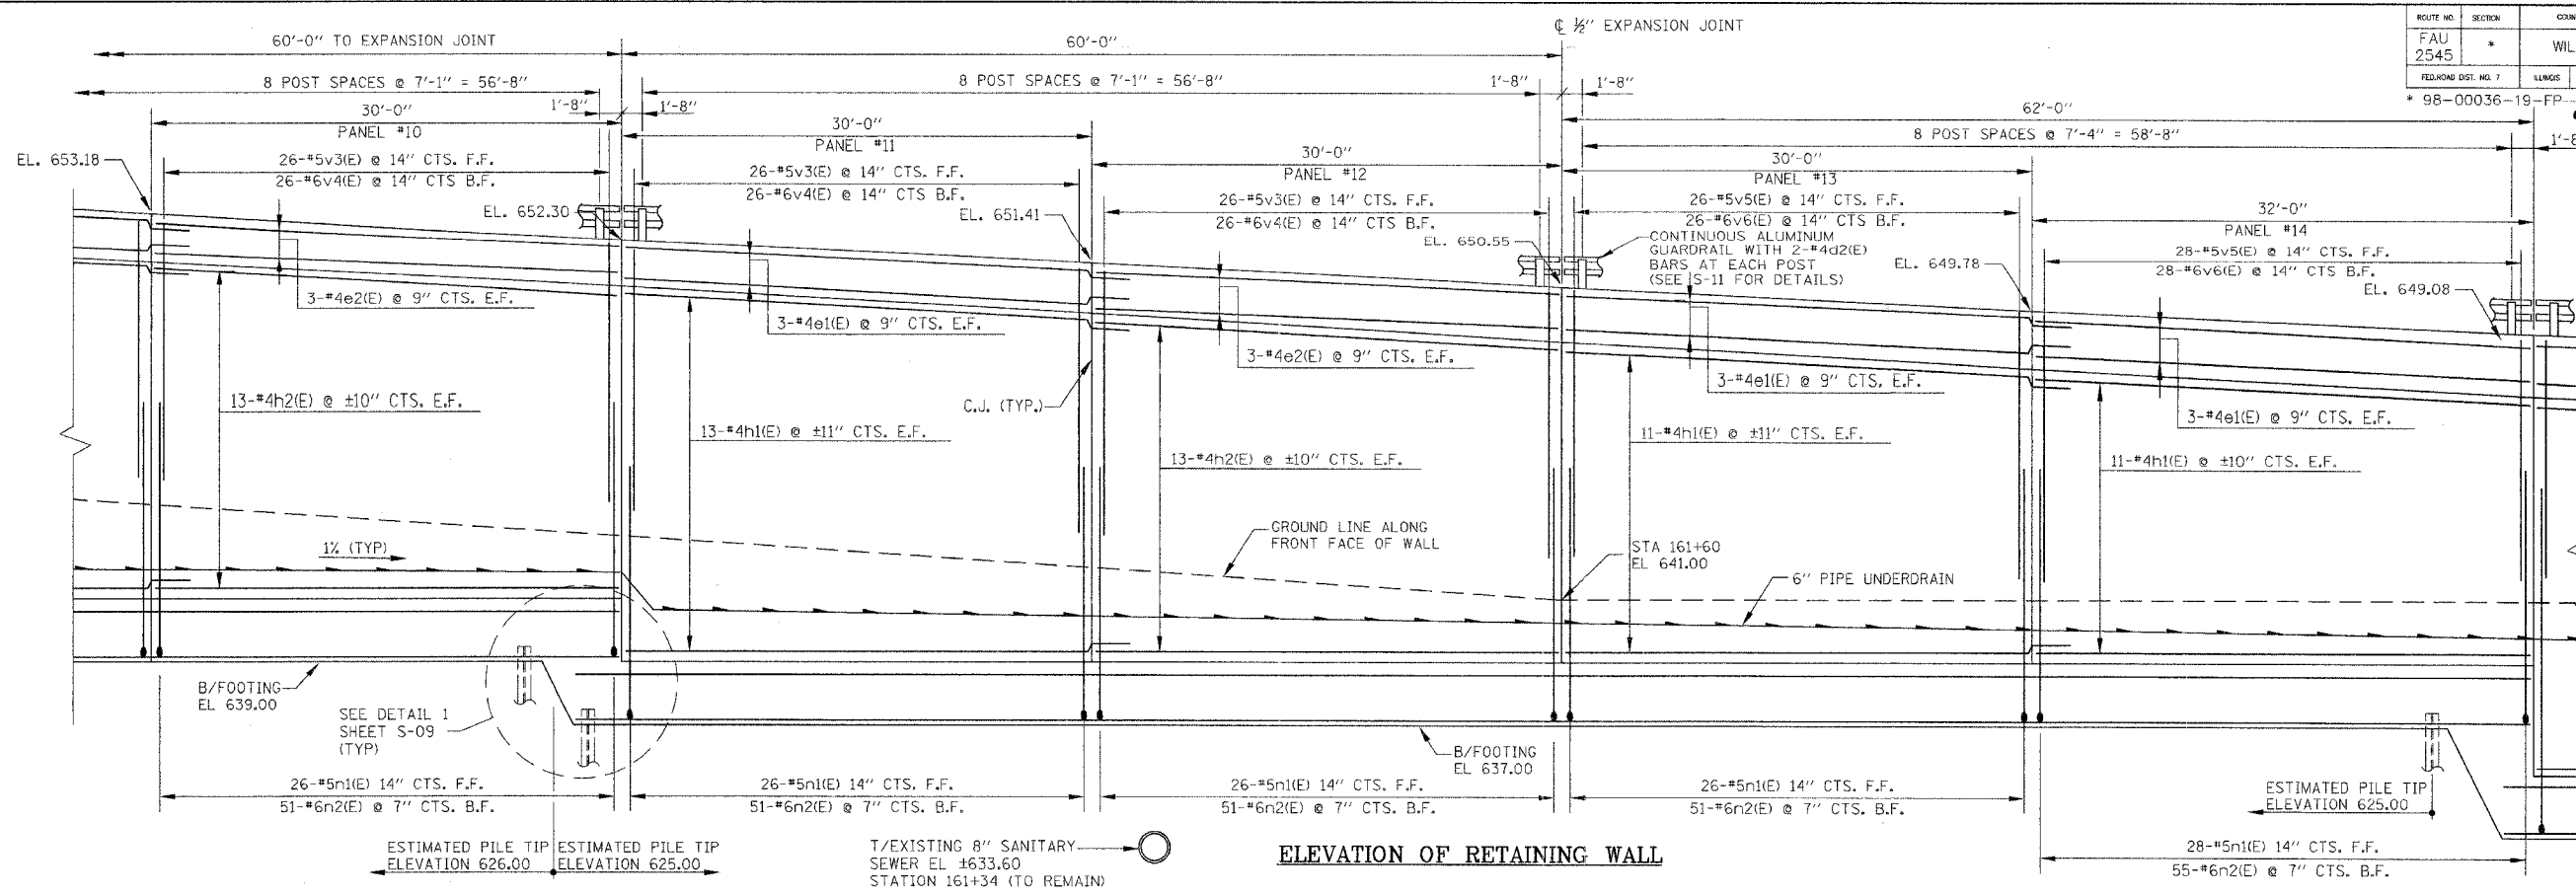 60'-0" TO EXPANSION JOINT
60'-0"
℄ ½" EXPANSION JOINT
ROUTE NO.
SECTION
FAU
2545
*
WIL
FED.ROAD DIST. NO. 7
ILLINOIS
* 98-00036-19-FP
8 POST SPACES @ 7'-1" = 56'-8"
1'-8"
1'-8"
8 POST SPACES @ 7'-1" = 56'-8"
1'-8"
1'-8"
62'-0"
8 POST SPACES @ 7'-4" = 58'-8"
30'-0"
PANEL #10
26-#5v3(E) @ 14" CTS. F.F.
26-#6v4(E) @ 14" CTS B.F.
30'-0"
PANEL #11
26-#5v3(E) @ 14" CTS. F.F.
26-#6v4(E) @ 14" CTS B.F.
30'-0"
PANEL #12
26-#5v3(E) @ 14" CTS. F.F.
26-#6v4(E) @ 14" CTS B.F.
30'-0"
PANEL #13
26-#5v5(E) @ 14" CTS. F.F.
26-#6v6(E) @ 14" CTS B.F.
32'-0"
PANEL #14
28-#5v5(E) @ 14" CTS. F.F.
28-#6v6(E) @ 14" CTS B.F.
EL. 653.18
EL. 652.30
EL. 651.41
EL. 650.55
EL. 649.78
EL. 649.08
CONTINUOUS ALUMINUM
GUARDRAIL WITH 2-#4d2(E)
BARS AT EACH POST
(SEE S-11 FOR DETAILS)
3-#4e2(E) @ 9" CTS. E.F.
3-#4e1(E) @ 9" CTS. E.F.
3-#4e2(E) @ 9" CTS. E.F.
3-#4e1(E) @ 9" CTS. E.F.
3-#4e1(E) @ 9" CTS. E.F.
C.J. (TYP.)
13-#4h2(E) @ ±10" CTS. E.F.
13-#4h1(E) @ ±11" CTS. E.F.
13-#4h2(E) @ ±10" CTS. E.F.
11-#4h1(E) @ ±11" CTS. E.F.
11-#4h1(E) @ ±10" CTS. E.F.
1% (TYP)
GROUND LINE ALONG
FRONT FACE OF WALL
STA 161+60
EL 641.00
6" PIPE UNDERDRAIN
B/FOOTING
EL 639.00
SEE DETAIL 1
SHEET S-09
(TYP)
B/FOOTING
EL 637.00
26-#5n1(E) 14" CTS. F.F.
51-#6n2(E) @ 7" CTS. B.F.
26-#5n1(E) 14" CTS. F.F.
51-#6n2(E) @ 7" CTS. B.F.
26-#5n1(E) 14" CTS. F.F.
51-#6n2(E) @ 7" CTS. B.F.
26-#5n1(E) 14" CTS. F.F.
51-#6n2(E) @ 7" CTS. B.F.
ESTIMATED PILE TIP
ELEVATION 625.00
28-#5n1(E) 14" CTS. F.F.
55-#6n2(E) @ 7" CTS. B.F.
ESTIMATED PILE TIP
ELEVATION 626.00
ESTIMATED PILE TIP
ELEVATION 625.00
T/EXISTING 8" SANITARY
SEWER EL ±633.60
STATION 161+34 (TO REMAIN)
ELEVATION OF RETAINING WALL